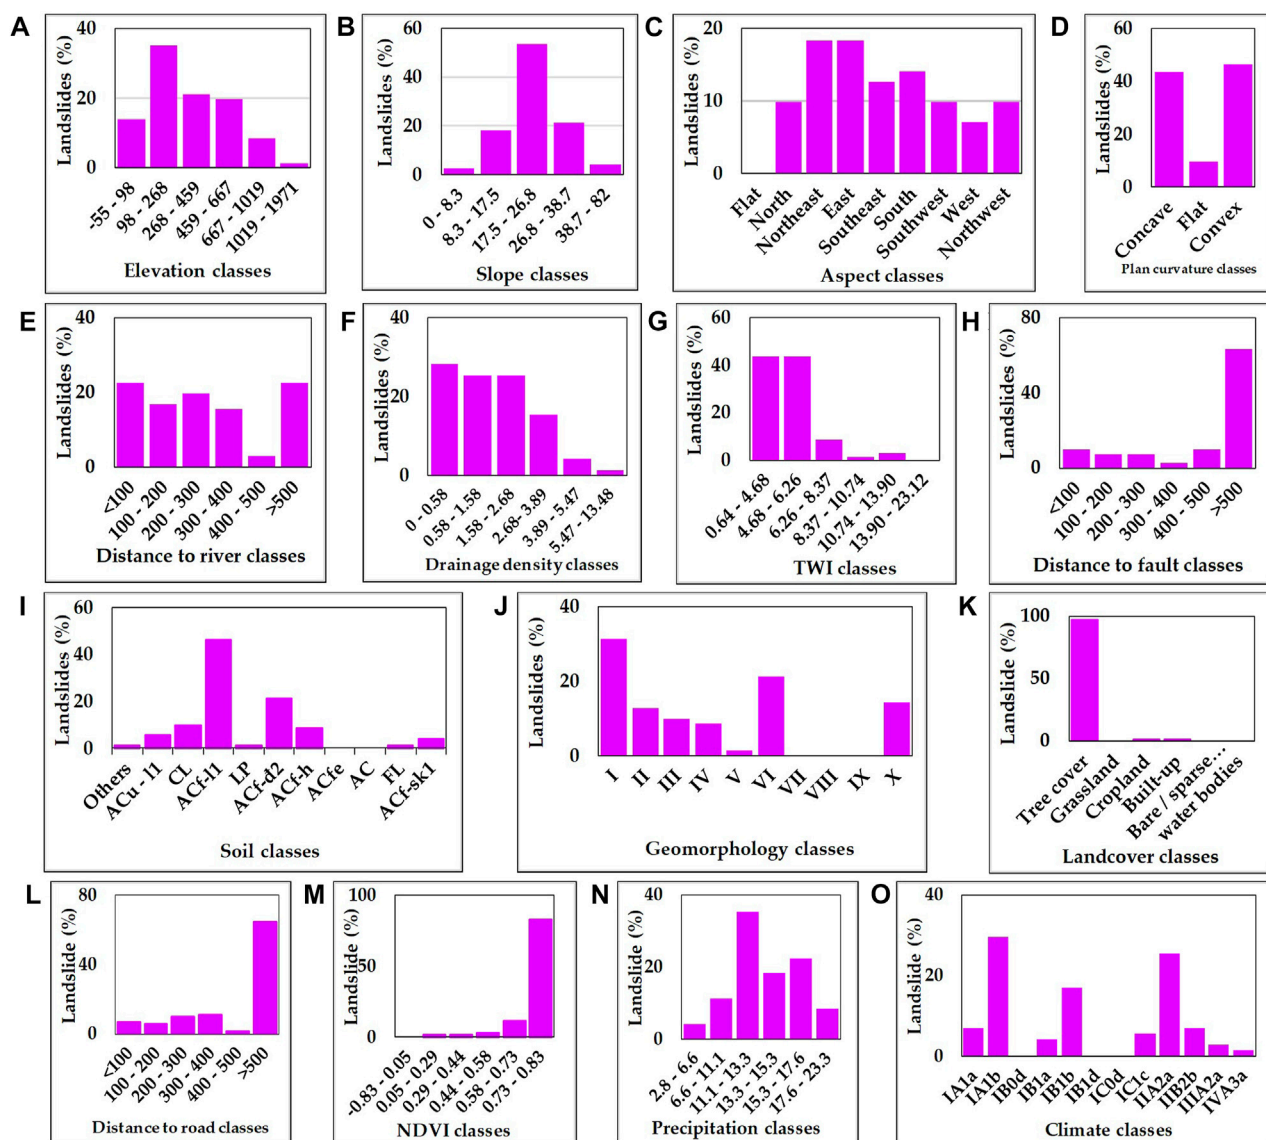 A
Landslides (%)
40
20
0
-55 - 98
98 - 268
268 - 459
459 - 667
667 - 1019
1019 - 1971
Elevation classes
B
Landslides (%)
60
40
20
0
0 - 8.3
8.3 - 17.5
17.5 - 26.8
26.8 - 38.7
38.7 - 82
Slope classes
C
Landslides (%)
20
10
0
Flat
North
Northeast
East
Southeast
South
Southwest
West
Northwest
Aspect classes
D
Landslides (%)
60
40
20
0
Concave
Flat
Convex
Plan curvature classes
E
Landslides (%)
40
20
0
<100
100 - 200
200 - 300
300 - 400
400 - 500
>500
Distance to river classes
F
Landslides (%)
40
20
0
0 - 0.58
0.58 - 1.58
1.58 - 2.68
2.68- 3.89
3.89 - 5.47
5.47 - 13.48
Drainage density classes
G
Landslides (%)
60
40
20
0
0.64 - 4.68
4.68 - 6.26
6.26 - 8.37
8.37 - 10.74
10.74 - 13.90
13.90 - 23.12
TWI classes
H
Landslides (%)
80
40
0
<100
100 - 200
200 - 300
300 - 400
400 - 500
>500
Distance to fault classes
I
Landslides (%)
60
40
20
0
Others
ACu - l1
CL
ACf-l1
LP
ACf-d2
ACf-h
ACfe
AC
FL
ACf-sk1
Soil classes
J
Landslides (%)
40
20
0
I
II
III
IV
V
VI
VII
VIII
IX
X
Geomorphology classes
K
Landslide (%)
100
50
0
Tree cover
Grassland
Cropland
Built-up
Bare / sparse...
water bodies
Landcover classes
L
Landslide (%)
80
40
0
<100
100 - 200
200 - 300
300 - 400
400 - 500
>500
Distance to road classes
M
Landslide (%)
100
50
0
-0.83 - 0.05
0.05 - 0.29
0.29 - 0.44
0.44 - 0.58
0.58 - 0.73
0.73 - 0.83
NDVI classes
N
Landslide (%)
40
20
0
2.8 - 6.6
6.6 - 11.1
11.1 - 13.3
13.3 - 15.3
15.3 - 17.6
17.6 - 23.3
Precipitation classes
O
Landslide (%)
40
20
0
IA1a
IA1b
IB0d
IB1a
IB1b
IB1d
IC0d
IC1c
IIA2a
IIB2b
IIIA2a
IVA3a
Climate classes